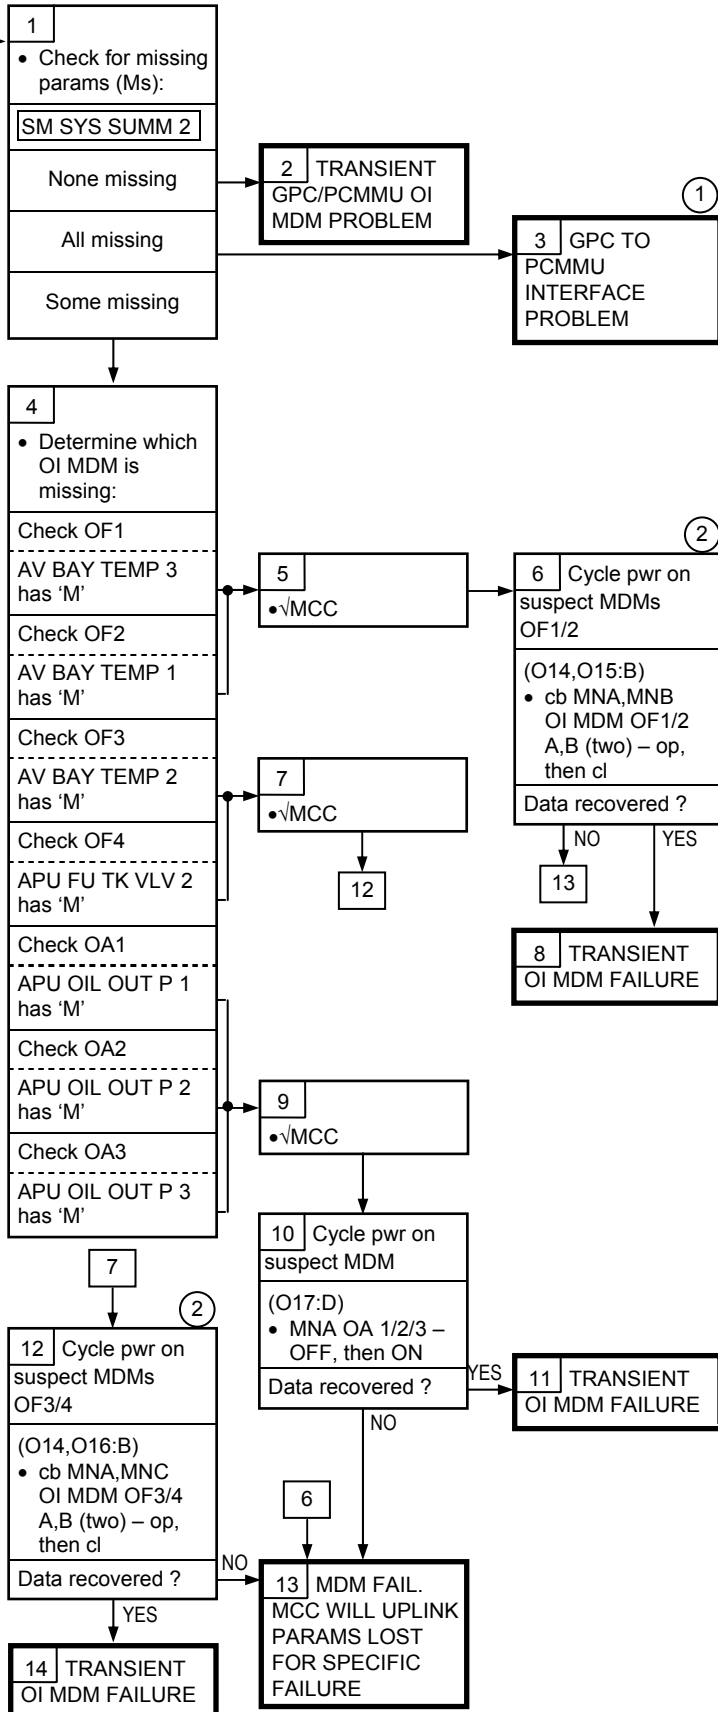 1
• Check for missing
params (Ms):
SM SYS SUMM 2
None missing
All missing
Some missing
2 TRANSIENT
GPC/PCMMU OI
MDM PROBLEM
1
3 GPC TO
PCMMU
INTERFACE
PROBLEM
4
• Determine which
OI MDM is
missing:
Check OF1
AV BAY TEMP 3
has ‘M’
Check OF2
AV BAY TEMP 1
has ‘M’
Check OF3
AV BAY TEMP 2
has ‘M’
Check OF4
APU FU TK VLV 2
has ‘M’
Check OA1
APU OIL OUT P 1
has ‘M’
Check OA2
APU OIL OUT P 2
has ‘M’
Check OA3
APU OIL OUT P 3
has ‘M’
5
•√MCC
2
6 Cycle pwr on
suspect MDMs
OF1/2
(O14,O15:B)
• cb MNA,MNB
OI MDM OF1/2
A,B (two) – op,
then cl
Data recovered ?
NO
YES
13
7
•√MCC
12
8 TRANSIENT
OI MDM FAILURE
9
•√MCC
10 Cycle pwr on
suspect MDM
(O17:D)
• MNA OA 1/2/3 –
OFF, then ON
Data recovered ?
YES
NO
11 TRANSIENT
OI MDM FAILURE
7
2
12 Cycle pwr on
suspect MDMs
OF3/4
(O14,O16:B)
• cb MNA,MNC
OI MDM OF3/4
A,B (two) – op,
then cl
Data recovered ?
NO
YES
6
13 MDM FAIL.
MCC WILL UPLINK
PARAMS LOST
FOR SPECIFIC
FAILURE
14 TRANSIENT
OI MDM FAILURE